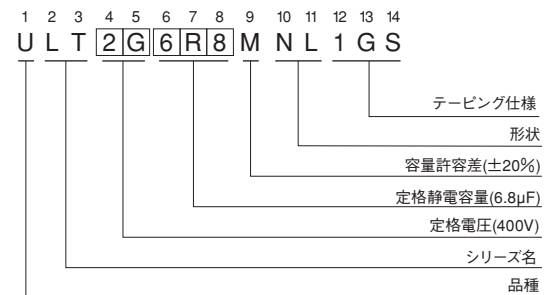 1 2 3 4 5 6 7 8 9 10 11 12 13 14
U L T 2 G 6 R 8 M N L 1 G S
テーピング仕様
形状
容量許容差(±20%)
定格静電容量(6.8µF)
定格電圧(400V)
シリーズ名
品種